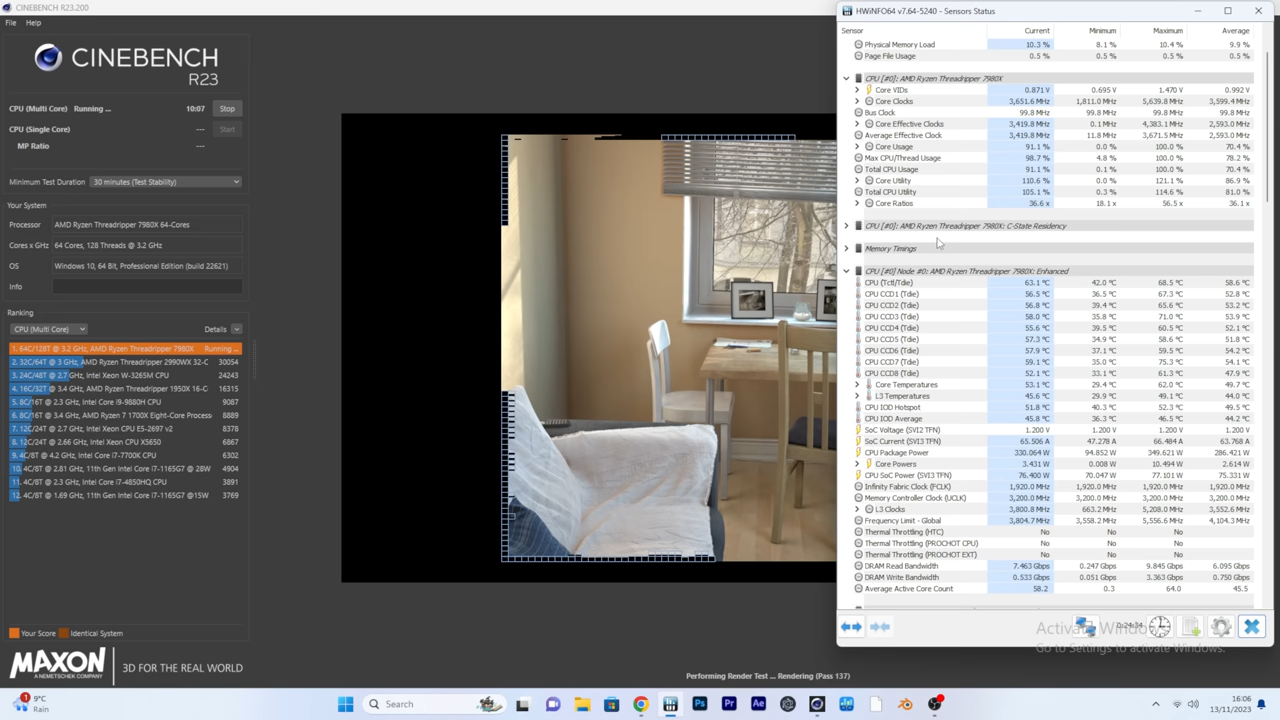 CINEBENCH R23.200
File Help
CINEBENCH
R23
CPU (Multi Core) Running ... 10:07 Stop
CPU (Single Core) --- Start
MP Ratio ---
Minimum Test Duration 30 minutes (Test Stability)
Your System
Processor AMD Ryzen Threadripper 7980X 64-Cores
Cores x GHz 64 Cores, 128 Threads @ 3.2 GHz
OS Windows 10, 64 Bit, Professional Edition (build 22621)
Info
Ranking
CPU (Multi Core) Details
1. 64C/128T @ 3.2 GHz, AMD Ryzen Threadripper 7980X Running ...
2. 32C/64T @ 3 GHz, AMD Ryzen Threadripper 2990WX 32-C 30054
3. 24C/48T @ 2.7 GHz, Intel Xeon W-3265M CPU 24243
4. 16C/32T @ 3.4 GHz, AMD Ryzen Threadripper 1950X 16-C 16315
5. 8C/16T @ 2.3 GHz, Intel Core i9-9880H CPU 9087
6. 8C/16T @ 3.4 GHz, AMD Ryzen 7 1700X Eight-Core Proces 8889
7. 12C/24T @ 2.7 GHz, Intel Xeon CPU E5-2697 v2 8378
8. 12C/24T @ 2.66 GHz, Intel Xeon CPU X5650 6867
9. 4C/8T @ 4.2 GHz, Intel Core i7-7700K CPU 6302
10. 4C/8T @ 2.81 GHz, 11th Gen Intel Core i7-1165G7 @ 28W 4904
11. 4C/8T @ 2.3 GHz, Intel Core i7-4850HQ CPU 3891
12. 4C/8T @ 1.69 GHz, 11th Gen Intel Core i7-1165G7 @15W 3769
Your Score Identical System
MAXON
A NEMETSCHEK COMPANY
3D FOR THE REAL WORLD
Performing Render Test ... Rendering (Pass 137)
HWiNFO64 v7.64-5240 - Sensors Status
Sensor Current Minimum Maximum Average
Physical Memory Load 10.3 % 8.1 % 10.4 % 9.9 %
Page File Usage 0.5 % 0.5 % 0.5 % 0.5 %
CPU [#0]: AMD Ryzen Threadripper 7980X
Core VIDs 0.871 V 0.695 V 1.470 V 0.992 V
Core Clocks 3,651.6 MHz 1,811.0 MHz 5,639.8 MHz 3,599.4 MHz
Bus Clock 99.8 MHz 99.8 MHz 99.8 MHz 99.8 MHz
Core Effective Clocks 3,419.8 MHz 0.1 MHz 4,383.1 MHz 2,593.0 MHz
Average Effective Clock 3,419.8 MHz 11.8 MHz 3,671.5 MHz 2,593.0 MHz
Core Usage 91.1 % 0.0 % 100.0 % 70.4 %
Max CPU/Thread Usage 98.7 % 4.8 % 100.0 % 78.2 %
Total CPU Usage 91.1 % 0.3 % 100.0 % 70.4 %
Core Utility 110.6 % 0.0 % 121.1 % 86.9 %
Total CPU Utility 105.1 % 0.3 % 114.6 % 81.0 %
Core Ratios 36.6 x 18.1 x 56.5 x 36.1 x
CPU [#0]: AMD Ryzen Threadripper 7980X: C-State Residency
Memory Timings
CPU [#0] Node #0: AMD Ryzen Threadripper 7980X: Enhanced
CPU (Tctl/Tdie) 63.1 °C 42.0 °C 68.5 °C 58.6 °C
CPU CCD1 (Tdie) 56.5 °C 36.5 °C 67.3 °C 52.8 °C
CPU CCD2 (Tdie) 56.8 °C 39.4 °C 65.6 °C 53.2 °C
CPU CCD3 (Tdie) 58.0 °C 35.8 °C 71.0 °C 53.9 °C
CPU CCD4 (Tdie) 55.6 °C 39.5 °C 60.4 °C 52.1 °C
CPU CCD5 (Tdie) 57.3 °C 34.9 °C 58.6 °C 51.6 °C
CPU CCD6 (Tdie) 57.9 °C 37.1 °C 59.5 °C 54.2 °C
CPU CCD7 (Tdie) 59.1 °C 35.0 °C 75.3 °C 54.1 °C
CPU CCD8 (Tdie) 52.1 °C 33.1 °C 61.3 °C 47.9 °C
Core Temperatures 53.1 °C 29.4 °C 62.0 °C 49.7 °C
L3 Temperatures 45.6 °C 29.9 °C 49.1 °C 44.0 °C
CPU IOD Hotspot 51.8 °C 40.3 °C 52.3 °C 49.5 °C
CPU IOD Average 45.8 °C 36.5 °C 46.3 °C 44.2 °C
SoC Voltage (SVI2 TFN) 1.200 V 1.200 V 1.200 V 1.200 V
SoC Current (SVI3 TFN) 65.506 A 47.278 A 66.484 A 63.768 A
CPU Package Power 330.064 W 94.852 W 349.621 W 286.421 W
Core Powers 3.431 W 0.008 W 10.494 W 2.614 W
CPU SoC Power (SVI3 TFN) 76.400 W 70.047 W 77.101 W 75.331 W
Infinity Fabric Clock (FCLK) 1,920.0 MHz 1,920.0 MHz 1,920.0 MHz 1,920.0 MHz
Memory Controller Clock (UCLK) 3,200.0 MHz 3,200.0 MHz 3,200.0 MHz 3,200.0 MHz
L3 Clocks 3,800.8 MHz 663.2 MHz 5,208.0 MHz 3,552.6 MHz
Frequency Limit - Global 3,804.7 MHz 3,558.2 MHz 5,556.6 MHz 4,104.3 MHz
Thermal Throttling (HTC) No No No
Thermal Throttling (PROCHOT CPU) No No No
Thermal Throttling (PROCHOT EXT) No No No
DRAM Read Bandwidth 7.463 Gbps 0.247 Gbps 9.845 Gbps 6.095 Gbps
DRAM Write Bandwidth 0.533 Gbps 0.051 Gbps 3.363 Gbps 0.750 Gbps
Average Active Core Count 58.2 0.3 64.0 45.5
0:24:34
Activate Windows
Go to Settings to activate Windows.
1
9°C
Rain
Search
Ps Pr Ae
16:06
13/11/2023